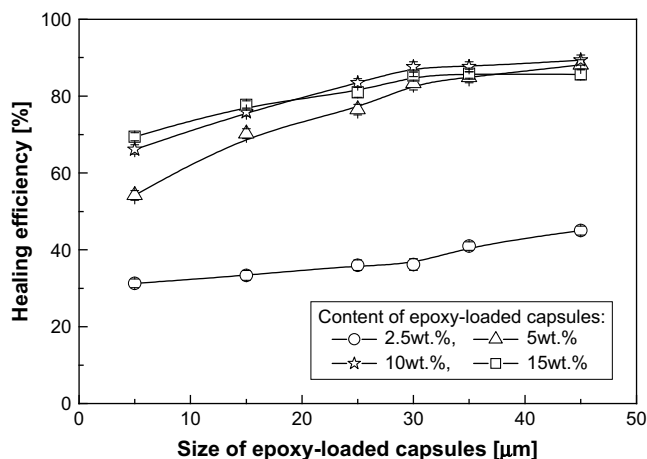 100
80
60
40
20
0
Healing efficiency [%]
Content of epoxy-loaded capsules:
2.5wt.%, 5wt.%
10wt.%, 15wt.%
0 10 20 30 40 50
Size of epoxy-loaded capsules [μm]